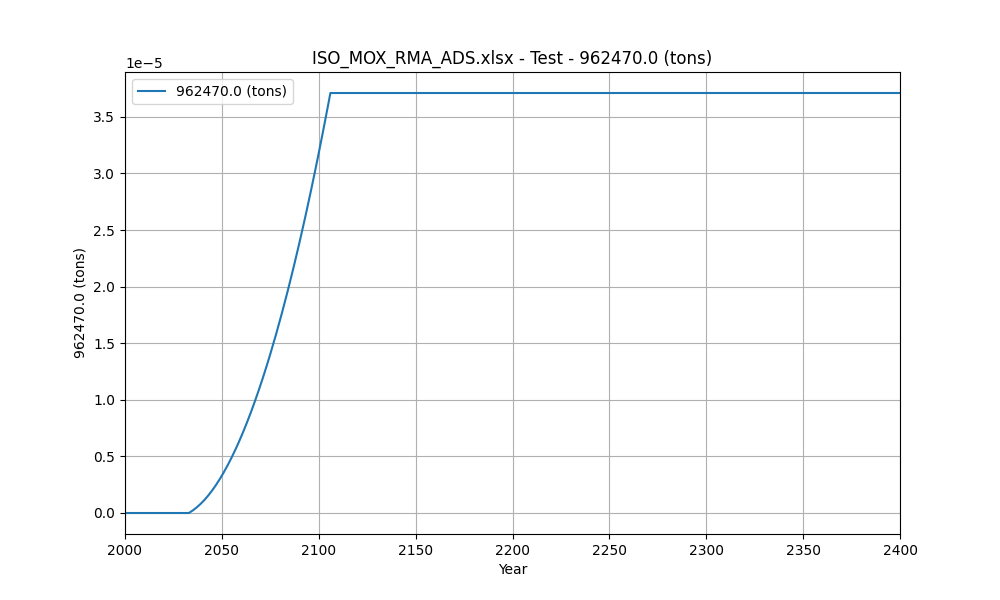 ISO_MOX_RMA_ADS.xlsx - Test - 962470.0 (tons)
1e−5
962470.0 (tons)
3.5
3.0
2.5
2.0
1.5
1.0
0.5
0.0
962470.0 (tons)
2000 2050 2100 2150 2200 2250 2300 2350 2400
Year